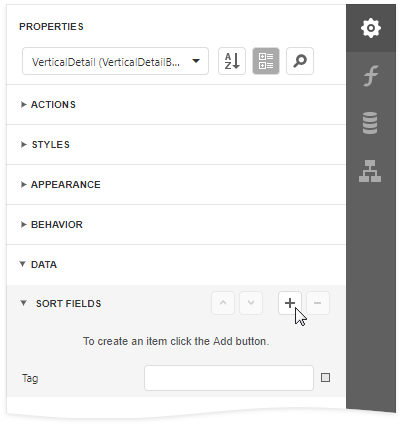 PROPERTIES
VerticalDetail (VerticalDetailB...
ACTIONS
STYLES
APPEARANCE
BEHAVIOR
DATA
SORT FIELDS
To create an item click the Add button.
Tag